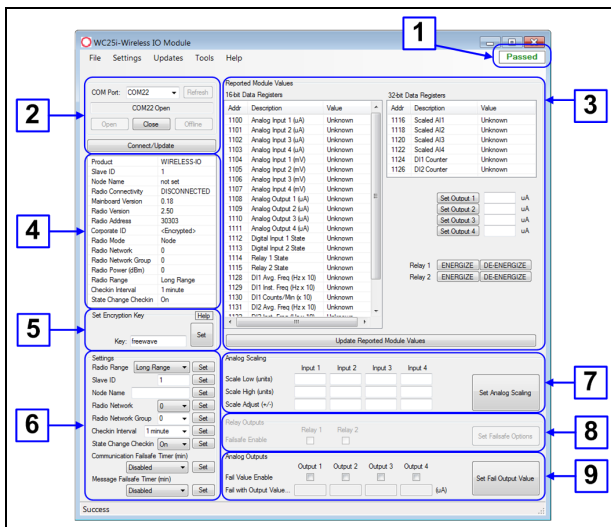 1
WC25i-Wireless IO Module
File Settings Updates Tools Help
Passed
2
COM Port: COM22 Refresh
COM22 Open
Open Close Offline
Connect/Update
4
Product WIRELESS-IO
Slave ID 1
Node Name not set
Radio Connectivity DISCONNECTED
Mainboard Version 0.18
Radio Version 2.50
Radio Address 30303
Corporate ID <Encrypted>
Radio Mode Node
Radio Network 0
Radio Network Group 0
Radio Power (dBm) 0
Radio Range Long Range
Checkin Interval 1 minute
State Change Checkin On
5
Set Encryption Key Help
Key: freewave Set
6
Settings
Radio Range Long Range Set
Slave ID 1 Set
Node Name Set
Radio Network 0 Set
Radio Network Group 0 Set
Checkin Interval 1 minute Set
State Change Checkin On Set
Communication Failsafe Timer (min)
Disabled Set
Message Failsafe Timer (min)
Disabled Set
Success
3
Reported Module Values
16-bit Data Registers
Addr Description Value
1100 Analog Input 1 (uA) Unknown
1101 Analog Input 2 (uA) Unknown
1102 Analog Input 3 (uA) Unknown
1103 Analog Input 4 (uA) Unknown
1104 Analog Input 1 (mV) Unknown
1105 Analog Input 2 (mV) Unknown
1106 Analog Input 3 (mV) Unknown
1107 Analog Input 4 (mV) Unknown
1108 Analog Output 1 (uA) Unknown
1109 Analog Output 2 (uA) Unknown
1110 Analog Output 3 (uA) Unknown
1111 Analog Output 4 (uA) Unknown
1112 Digital Input 1 State Unknown
1113 Digital Input 2 State Unknown
1114 Relay 1 State Unknown
1115 Relay 2 State Unknown
1128 DI1 Avg. Freq (Hz x 10) Unknown
1129 DI1 Inst. Freq (Hz x 10) Unknown
1130 DI1 Counts/Min (x 10) Unknown
1131 DI2 Avg. Freq (Hz x 10) Unknown
1132 DI2 Inst. Freq (Hz x 10) Unknown
32-bit Data Registers
Addr Description Value
1116 Scaled AI1 Unknown
1118 Scaled AI2 Unknown
1120 Scaled AI3 Unknown
1122 Scaled AI4 Unknown
1124 DI1 Counter Unknown
1126 DI2 Counter Unknown
Set Output 1 uA
Set Output 2 uA
Set Output 3 uA
Set Output 4 uA
Relay 1 ENERGIZE DE-ENERGIZE
Relay 2 ENERGIZE DE-ENERGIZE
Update Reported Module Values
7
Analog Scaling
Input 1 Input 2 Input 3 Input 4
Scale Low (units)
Scale High (units)
Scale Adjust (+/-)
Set Analog Scaling
8
Relay Outputs
Relay 1 Relay 2
Failsafe Enable
Set Failsafe Options
9
Analog Outputs
Output 1 Output 2 Output 3 Output 4
Fail Value Enable
Fail with Output Value... (uA)
Set Fail Output Value